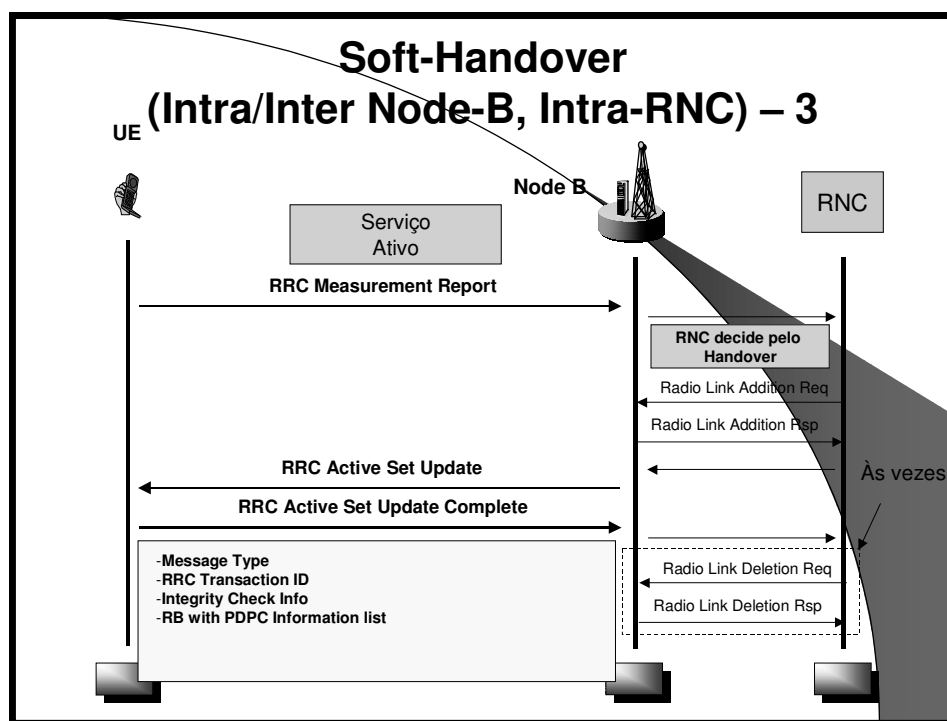 Soft-Handover
(Intra/Inter Node-B, Intra-RNC) – 3
UE
Node B
RNC
Serviço
Ativo
RRC Measurement Report
RNC decide pelo
Handover
Radio Link Addition Req
Radio Link Addition Rsp
RRC Active Set Update
Às vezes
RRC Active Set Update Complete
-Message Type
-RRC Transaction ID
-Integrity Check Info
-RB with PDPC Information list
Radio Link Deletion Req
Radio Link Deletion Rsp